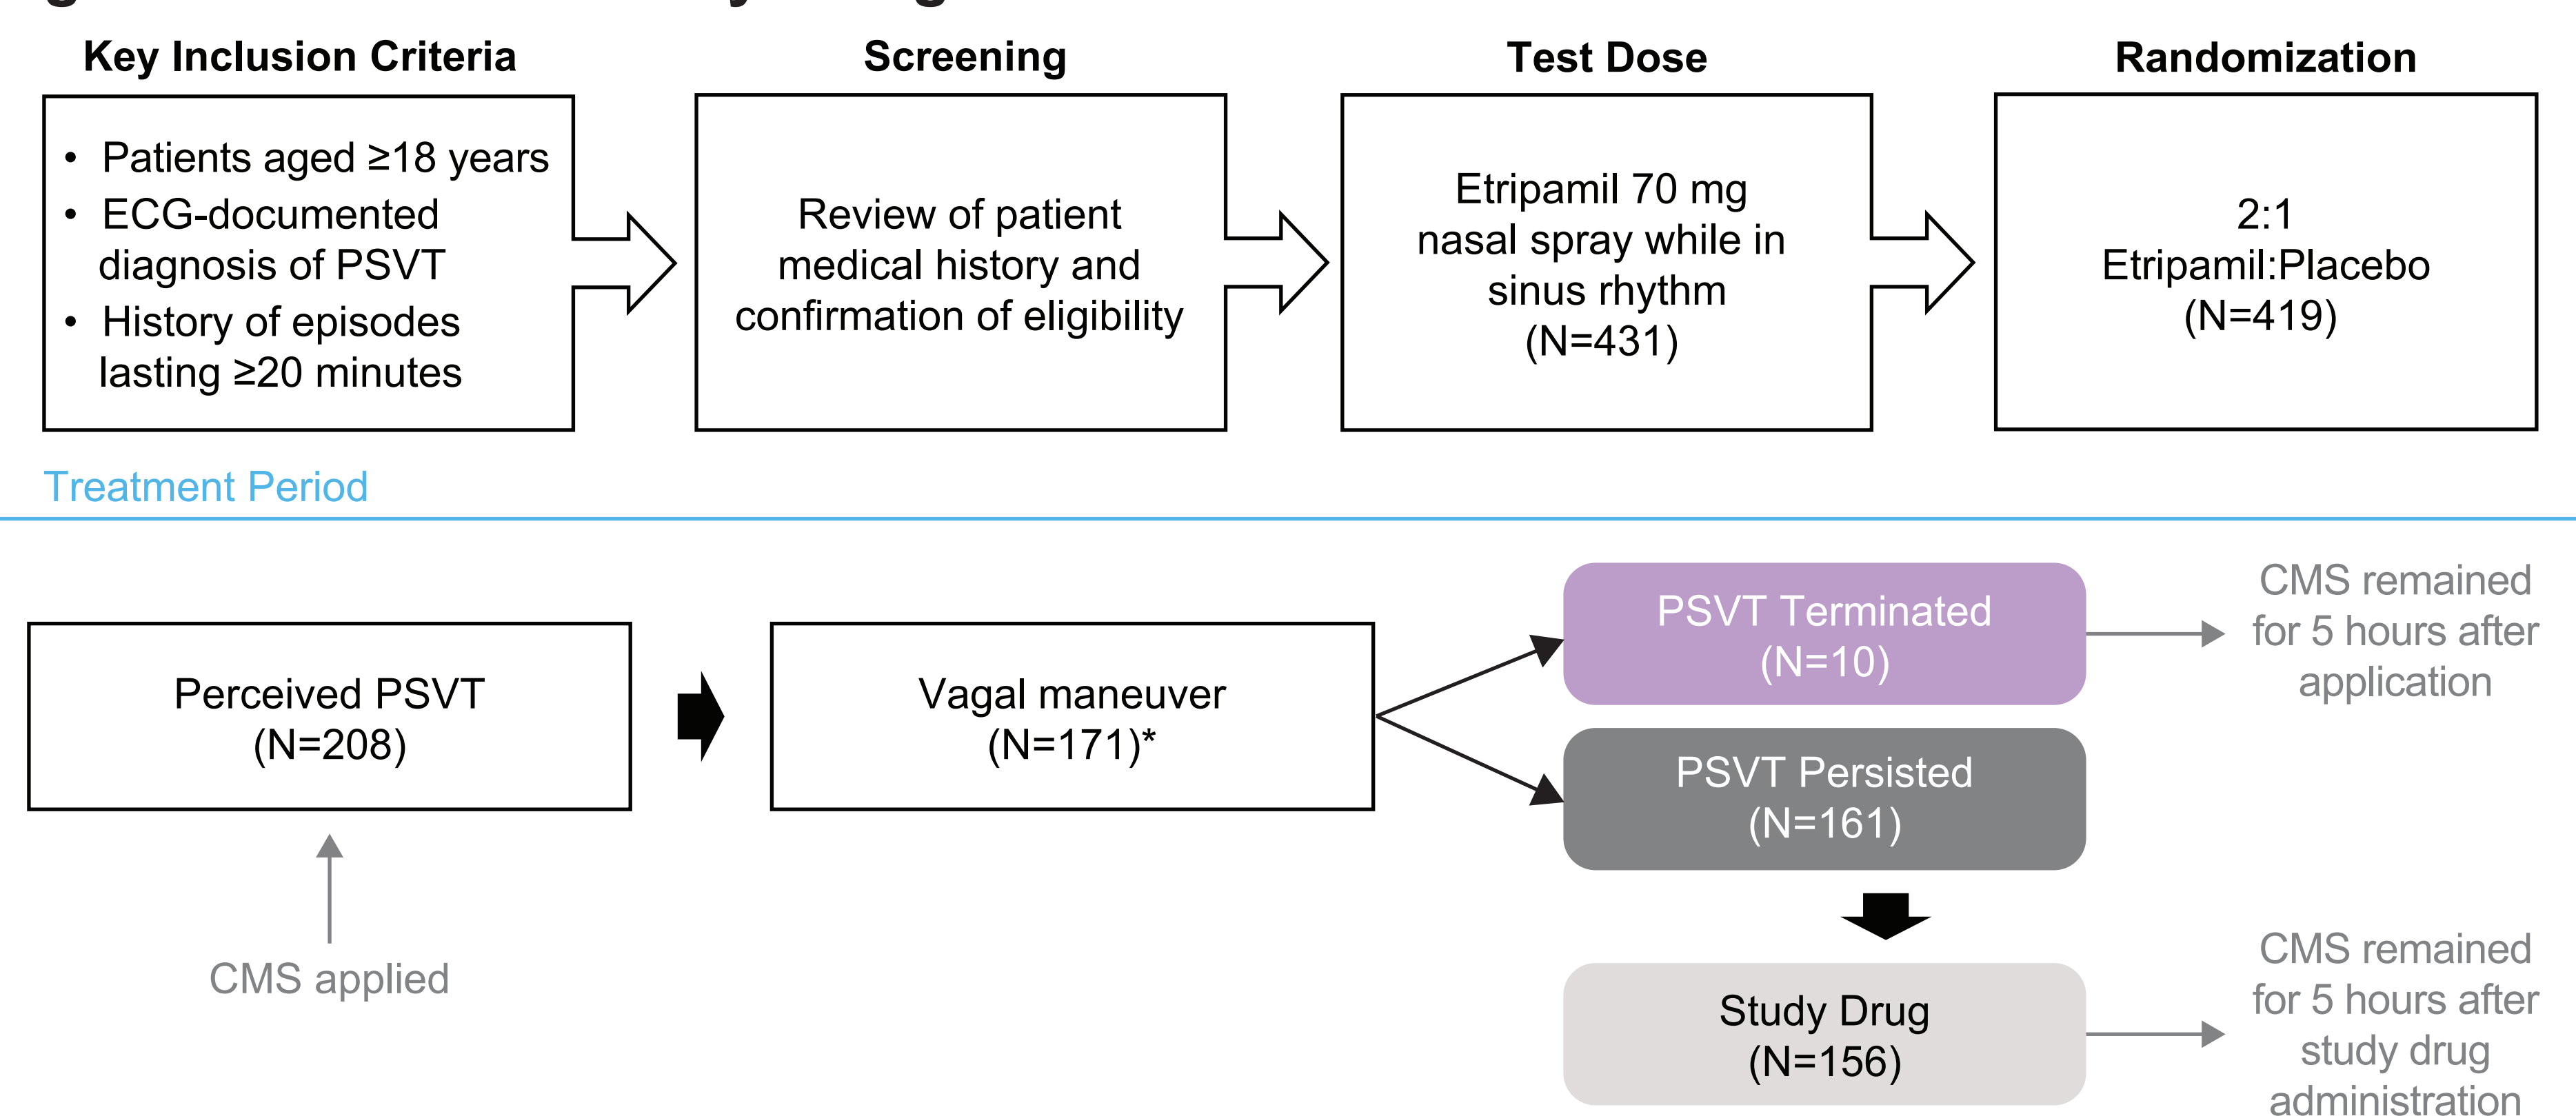 Key Inclusion Criteria
• Patients aged ≥18 years
• ECG-documented
diagnosis of PSVT
• History of episodes
lasting ≥20 minutes
Screening
Review of patient
medical history and
confirmation of eligibility
Test Dose
Etripamil 70 mg
nasal spray while in
sinus rhythm
(N=431)
Randomization
2:1
Etripamil:Placebo
(N=419)
Treatment Period
Perceived PSVT
(N=208)
CMS applied
Vagal maneuver
(N=171)*
PSVT Terminated
(N=10)
CMS remained
for 5 hours after
application
PSVT Persisted
(N=161)
Study Drug
(N=156)
CMS remained
for 5 hours after
study drug
administration